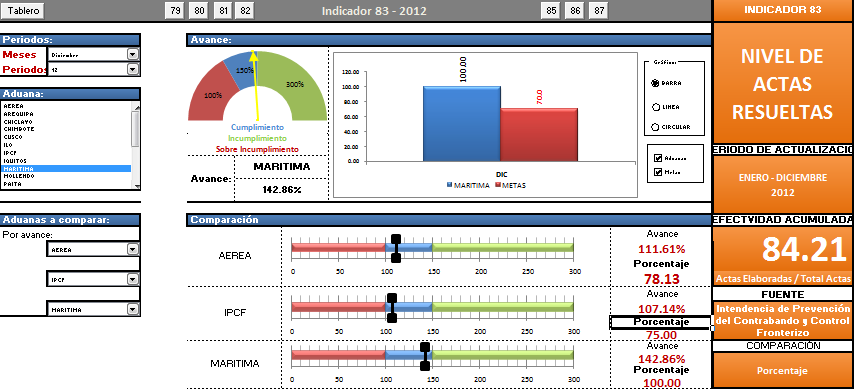 Tablero
79
80
81
82
Indicador 83 - 2012
85
86
87
INDICADOR 83
Periodos:
Meses
Diciembre
Periodo:
12
Aduana:
AEREA
AREQUIPA
CHICLAYO
CHIMBOTE
CUSCO
ILO
IPCF
IQUITOS
MARITIMA
MOLLENDO
PAITA
Avance:
100%
150%
300%
Cumplimiento
Incumplimiento
Sobre Incumplimiento
Avance:
MARITIMA
142.86%
120.00
100.00
80.00
60.00
40.00
20.00
0.00
100.00
70.0
DIC
MARITIMA
METAS
Gráficos
BARRA
LINEA
CIRCULAR
Aduanas
Metas
NIVEL DE
ACTAS
RESUELTAS
ERIODO DE ACTUALIZACIO
ENERO - DICIEMBRE
2012
EFECTVIDAD ACUMULADA
84.21
Actas Elaboradas / Total Actas
FUENTE
Intendencia de Prevención
del Contrabando y Control
Fronterizo
COMPARACIÓN
Porcentaje
Aduanas a comparar:
Por avance:
AEREA
IPCF
MARITIMA
Comparación
AEREA
0 50 100 150 200 250 300
Avance
111.61%
Porcentaje
78.13
IPCF
0 50 100 150 200 250 300
Avance
107.14%
Porcentaje
75.00
MARITIMA
0 50 100 150 200 250 300
Avance
142.86%
Porcentaje
100.00